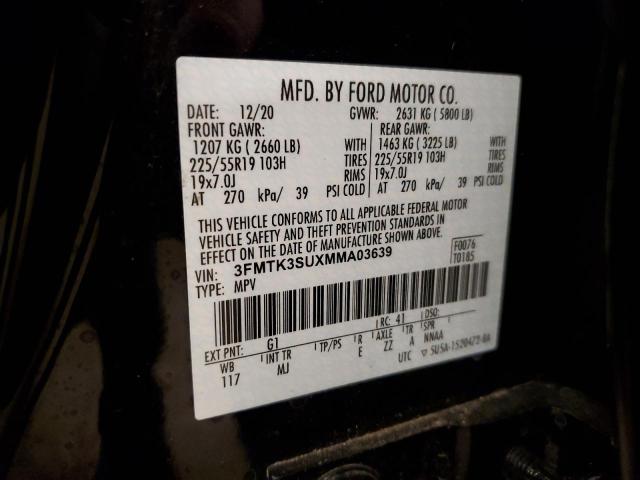 MFD. BY FORD MOTOR CO.
DATE: 12/20 GVWR: 2631 KG ( 5800 LB)
FRONT GAWR: REAR GAWR:
1207 KG ( 2660 LB) WITH 1463 KG ( 3225 LB) WITH
225/55R19 103H TIRES 225/55R19 103H TIRES
19x7.0J RIMS 19x7.0J RIMS
AT 270 kPa/ 39 PSI COLD AT 270 kPa/ 39 PSI COLD
THIS VEHICLE CONFORMS TO ALL APPLICABLE FEDERAL MOTOR
VEHICLE SAFETY AND THEFT PREVENTION STANDARDS IN
EFFECT ON THE DATE OF MANUFACTURE SHOWN ABOVE.
VIN: 3FMTK3SUXMMA03639 F0076
TYPE: MPV T0185
EXT PNT: G1 RC: 41 DSO:
WB INT TR TP/PS R AXLE TR SPR
117 MJ E ZZ A NNAA
UTC ▽ 5U5A-1520472-AA